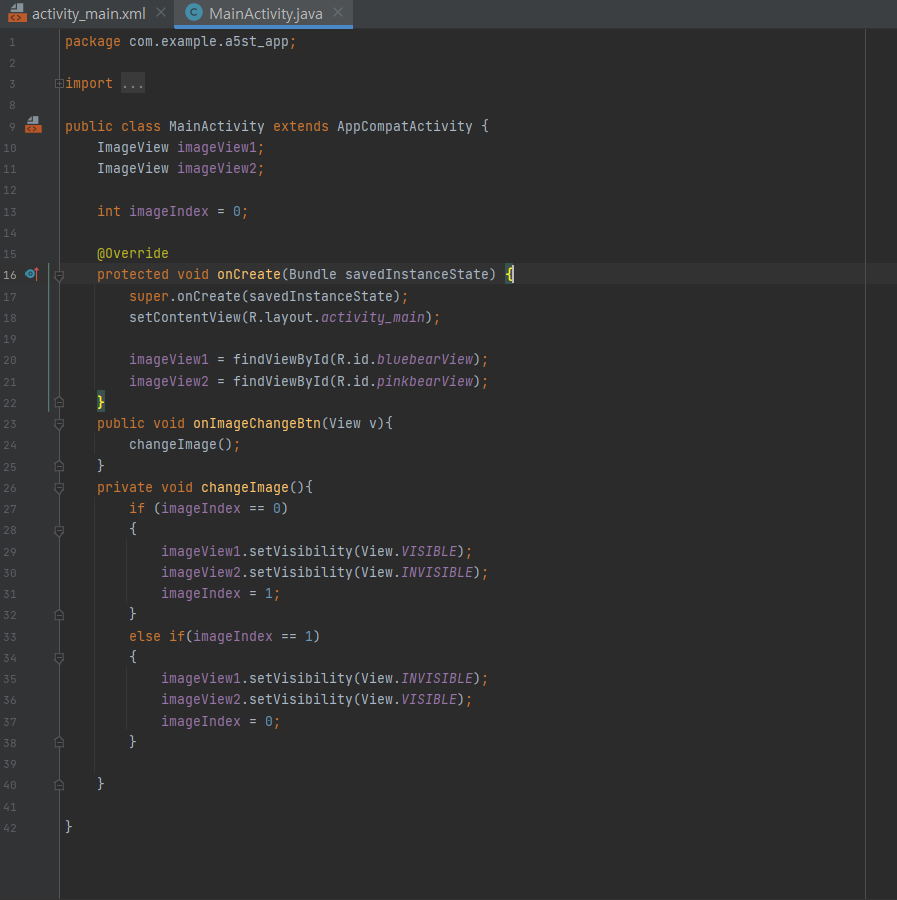 activity_main.xml MainActivity.java
1 package com.example.a5st_app;
2
3 import ...
8
9 public class MainActivity extends AppCompatActivity {
10 ImageView imageView1;
11 ImageView imageView2;
12
13 int imageIndex = 0;
14
15 @Override
16 protected void onCreate(Bundle savedInstanceState) {
17 super.onCreate(savedInstanceState);
18 setContentView(R.layout.activity_main);
19
20 imageView1 = findViewById(R.id.bluebearView);
21 imageView2 = findViewById(R.id.pinkbearView);
22 }
23 public void onImageChangeBtn(View v){
24 changeImage();
25 }
26 private void changeImage(){
27 if (imageIndex == 0)
28 {
29 imageView1.setVisibility(View.VISIBLE);
30 imageView2.setVisibility(View.INVISIBLE);
31 imageIndex = 1;
32 }
33 else if(imageIndex == 1)
34 {
35 imageView1.setVisibility(View.INVISIBLE);
36 imageView2.setVisibility(View.VISIBLE);
37 imageIndex = 0;
38 }
39
40 }
41
42 }